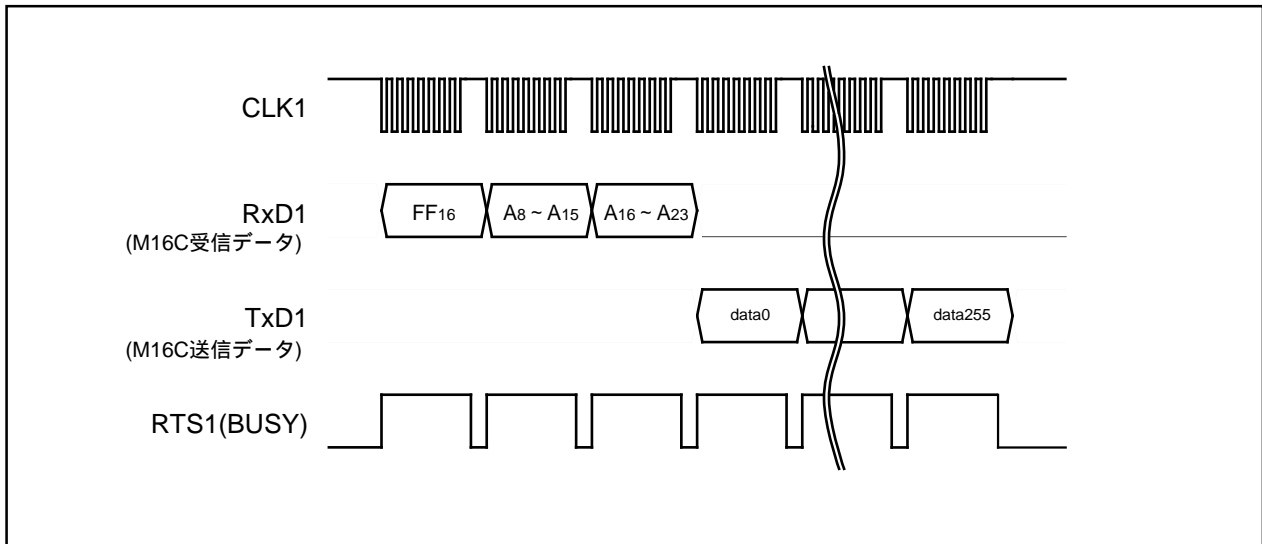 CLK1
RxD1
(M16C受信データ)
FF16
A8 ~ A15
A16 ~ A23
TxD1
(M16C送信データ)
data0
data255
RTS1(BUSY)